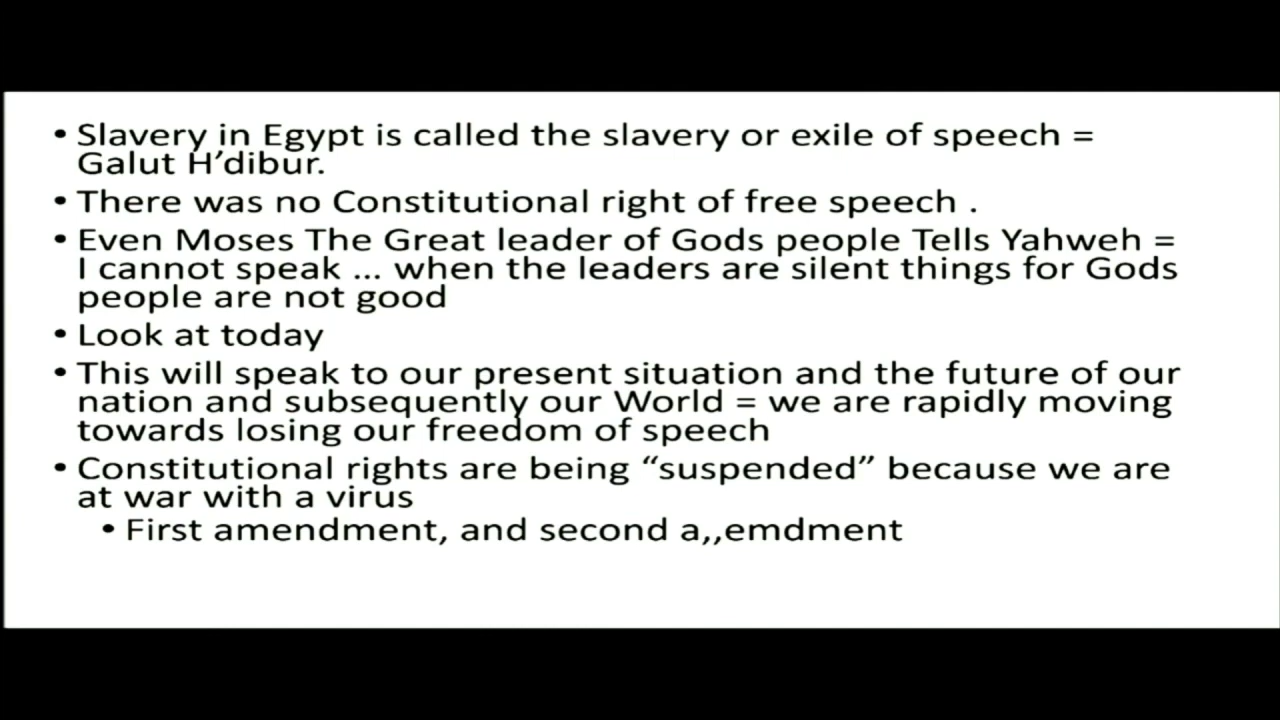 • Slavery in Egypt is called the slavery or exile of speech =
Galut H’dibur.
• There was no Constitutional right of free speech .
• Even Moses The Great leader of Gods people Tells Yahweh =
I cannot speak ... when the leaders are silent things for Gods
people are not good
• Look at today
• This will speak to our present situation and the future of our
nation and subsequently our World = we are rapidly moving
towards losing our freedom of speech
• Constitutional rights are being “suspended” because we are
at war with a virus
• First amendment, and second a,,emdment